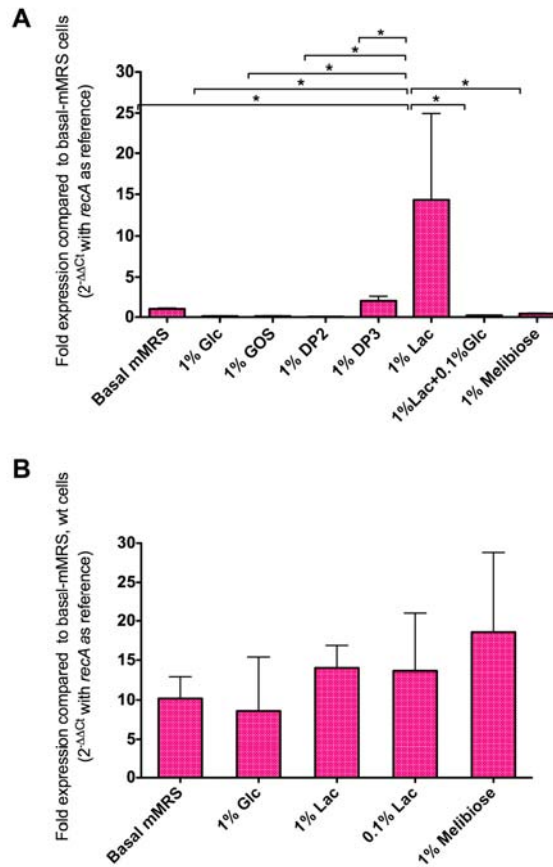 A
Fold expression compared to basal-mMRS cells
(2-ΔΔCt with recA as reference)
30
25
20
15
10
5
0
*
*
*
*
*
*
*
Basal mMRS
1% Glc
1% GOS
1% DP2
1% DP3
1% Lac
1%Lac+0.1%Glc
1% Melibiose
B
Fold expression compared to basal-mMRS, wt cells
(2-ΔΔCt with recA as reference)
30
25
20
15
10
5
0
Basal mMRS
1% Glc
1% Lac
0.1% Lac
1% Melibiose